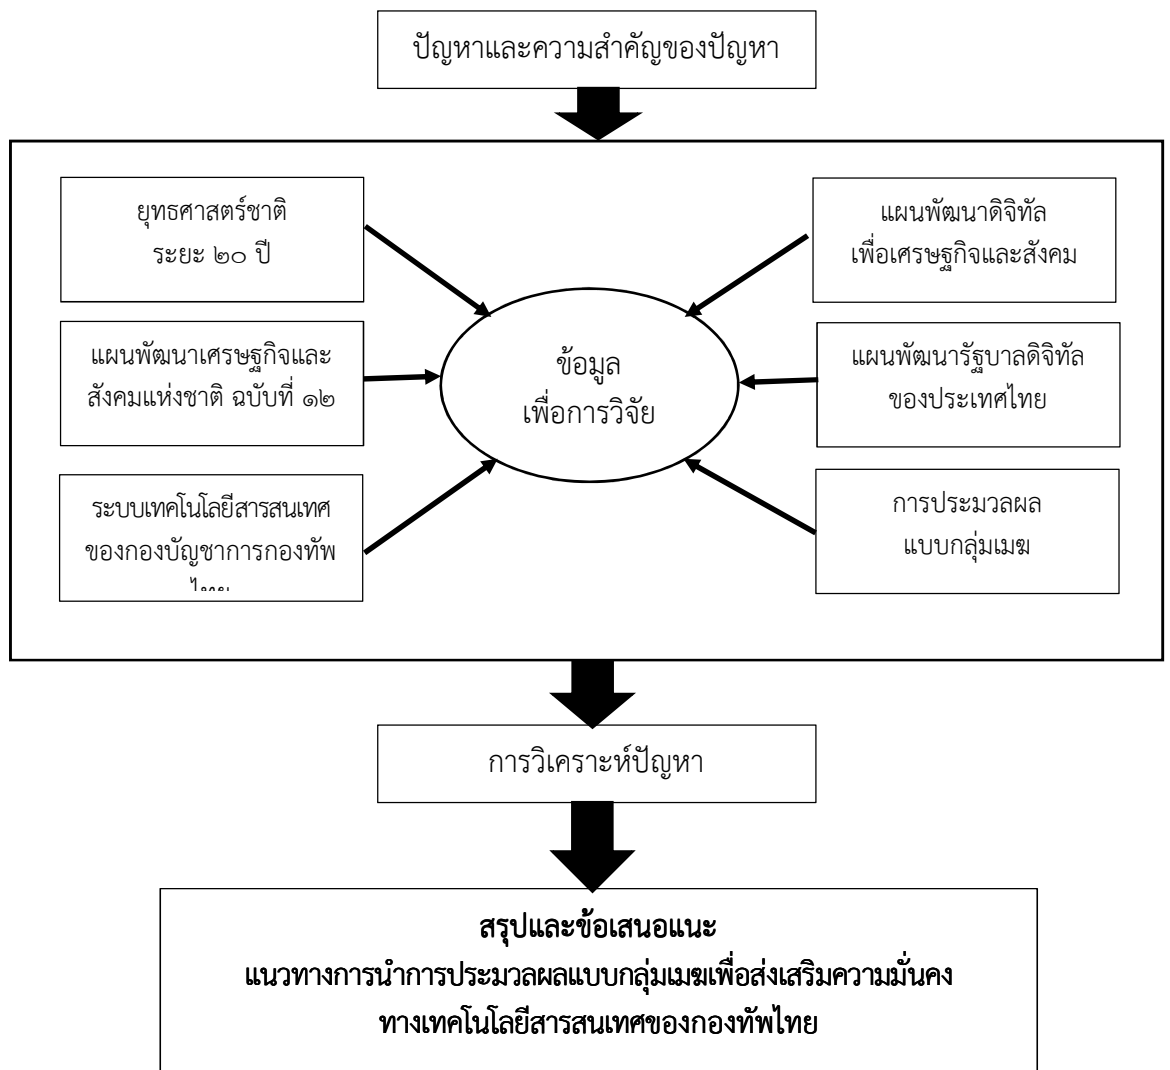 ปัญหาและความสำคัญของปัญหา
ยุทธศาสตร์ชาติ
ระยะ ๒๐ ปี
แผนพัฒนาเศรษฐกิจและ
สังคมแห่งชาติ ฉบับที่ ๑๒
ระบบเทคโนโลยีสารสนเทศ
ของกองบัญชาการกองทัพ
ข้อมูล
เพื่อการวิจัย
แผนพัฒนาดิจิทัล
เพื่อเศรษฐกิจและสังคม
แผนพัฒนารัฐบาลดิจิทัล
ของประเทศไทย
การประมวลผล
แบบกลุ่มเมฆ
การวิเคราะห์ปัญหา
สรุปและข้อเสนอแนะ
แนวทางการนำการประมวลผลแบบกลุ่มเมฆเพื่อส่งเสริมความมั่นคง
ทางเทคโนโลยีสารสนเทศของกองทัพไทย